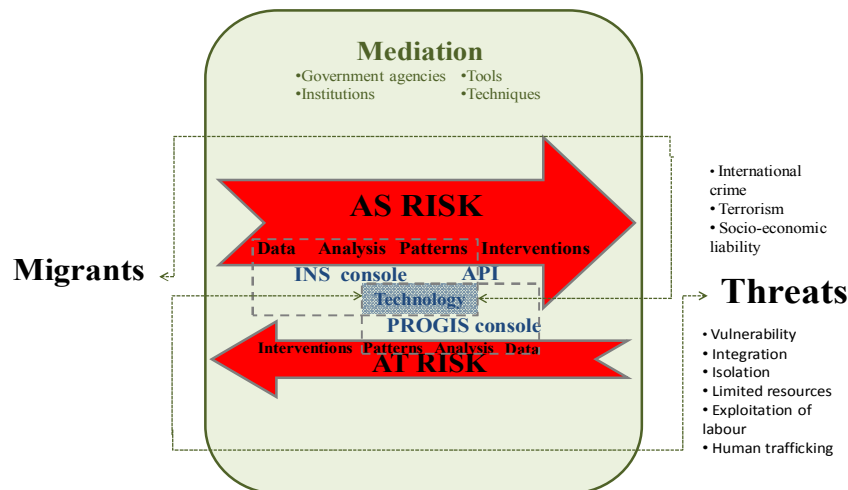 Mediation
•Government agencies •Tools
•Institutions •Techniques
• International
crime
• Terrorism
• Socio-economic
liability
AS RISK
Data Analysis Patterns Interventions
Migrants
INS console API
Technology
Threats
PROGIS console
Interventions Patterns Analysis Data
AT RISK
• Vulnerability
• Integration
• Isolation
• Limited resources
• Exploitation of
labour
• Human trafficking